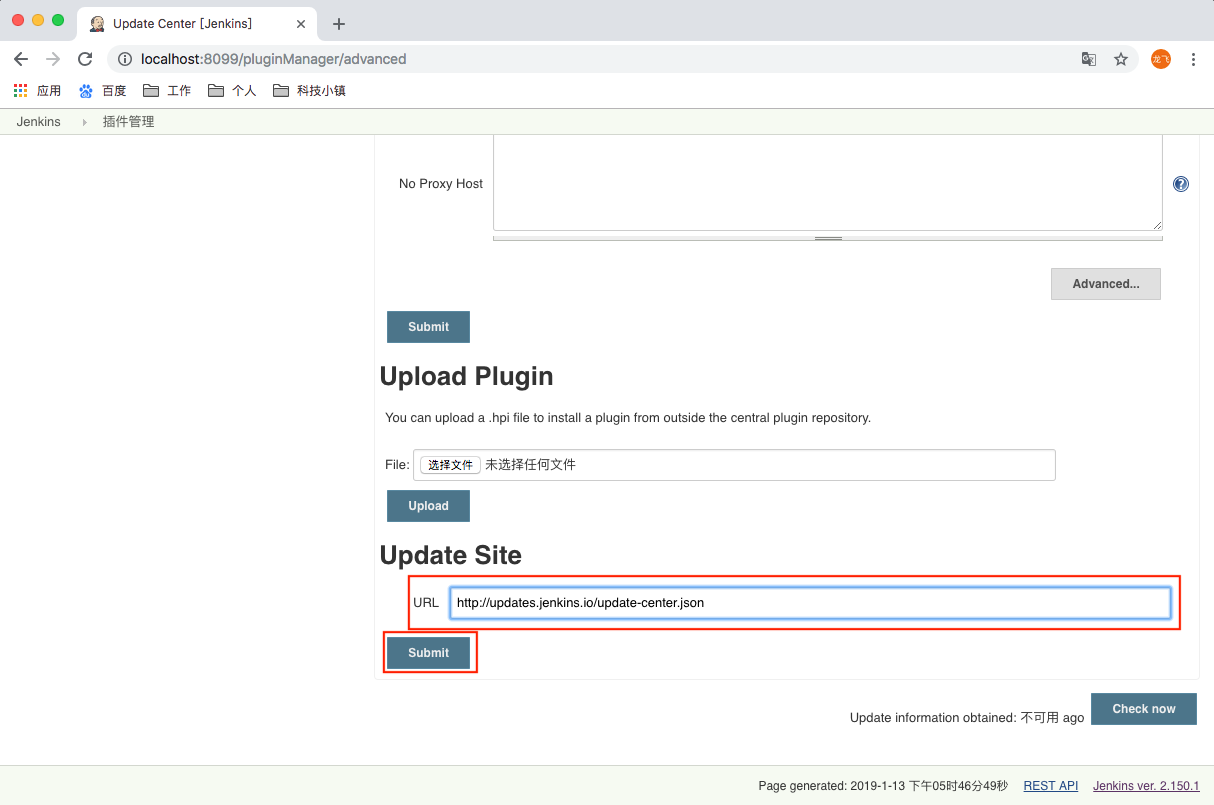 Update Center [Jenkins]
localhost:8099/pluginManager/advanced
龙飞
应用 百度 工作 个人 科技小镇
Jenkins 插件管理
No Proxy Host
Advanced...
Submit
Upload Plugin
You can upload a .hpi file to install a plugin from outside the central plugin repository.
File: 选择文件 未选择任何文件
Upload
Update Site
URL http://updates.jenkins.io/update-center.json
Submit
Check now
Update information obtained: 不可用 ago
Page generated: 2019-1-13 下午05时46分49秒 REST API Jenkins ver. 2.150.1